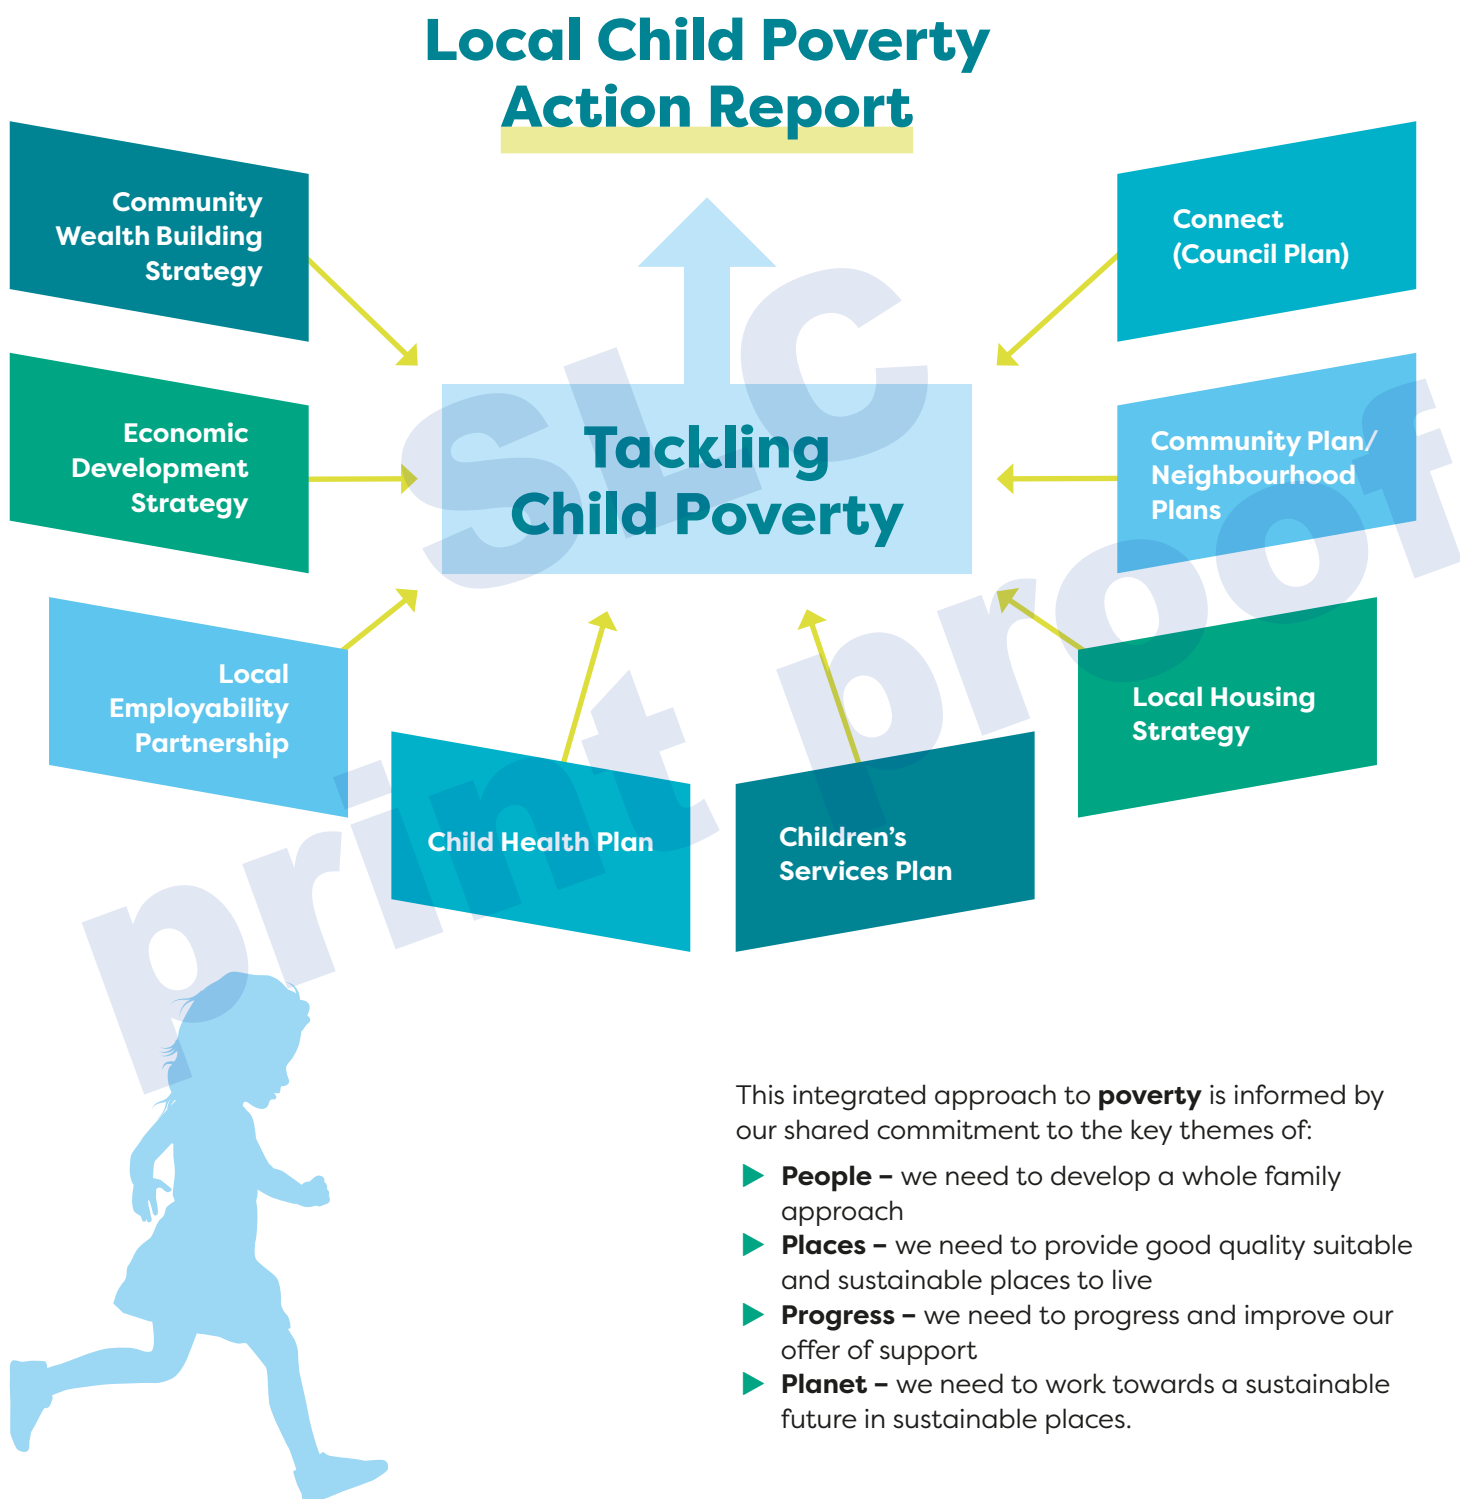 Local Child Poverty
Action Report
Community
Wealth Building
Strategy
Connect
(Council Plan)
Economic
Development
Strategy
Tackling
Child Poverty
Community Plan/
Neighbourhood
Plans
Local
Employability
Partnership
Local Housing
Strategy
Child Health Plan
Children’s
Services Plan
SLC
print proof
This integrated approach to poverty is informed by
our shared commitment to the key themes of:
People – we need to develop a whole family
approach
Places – we need to provide good quality suitable
and sustainable places to live
Progress – we need to progress and improve our
offer of support
Planet – we need to work towards a sustainable
future in sustainable places.